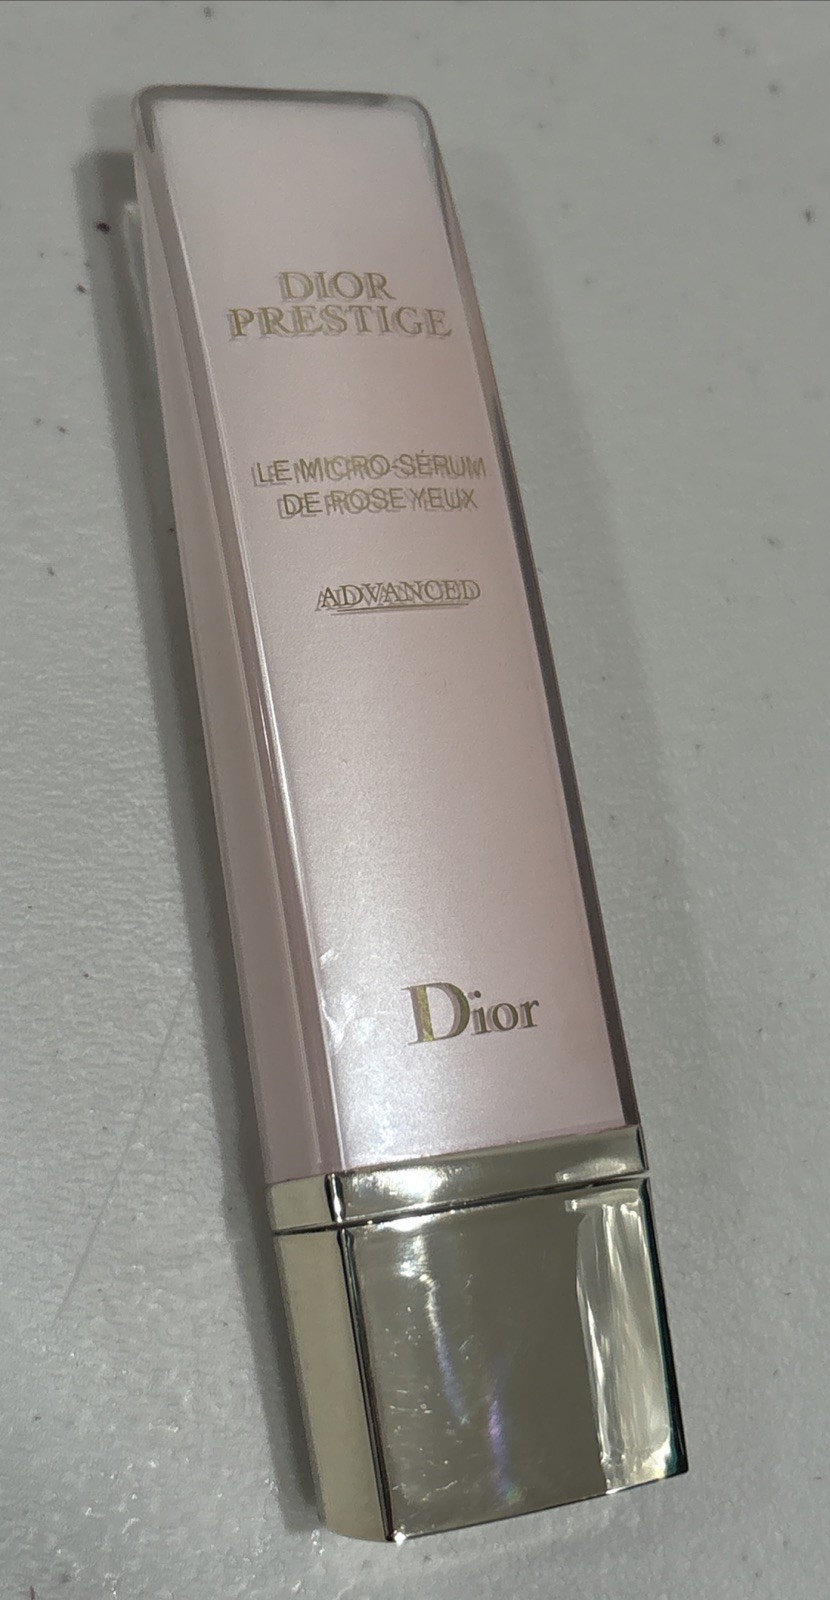 DIOR
PRESTIGE
LE MICRO-SÉRUM
DE ROSE YEUX
ADVANCED
Dior